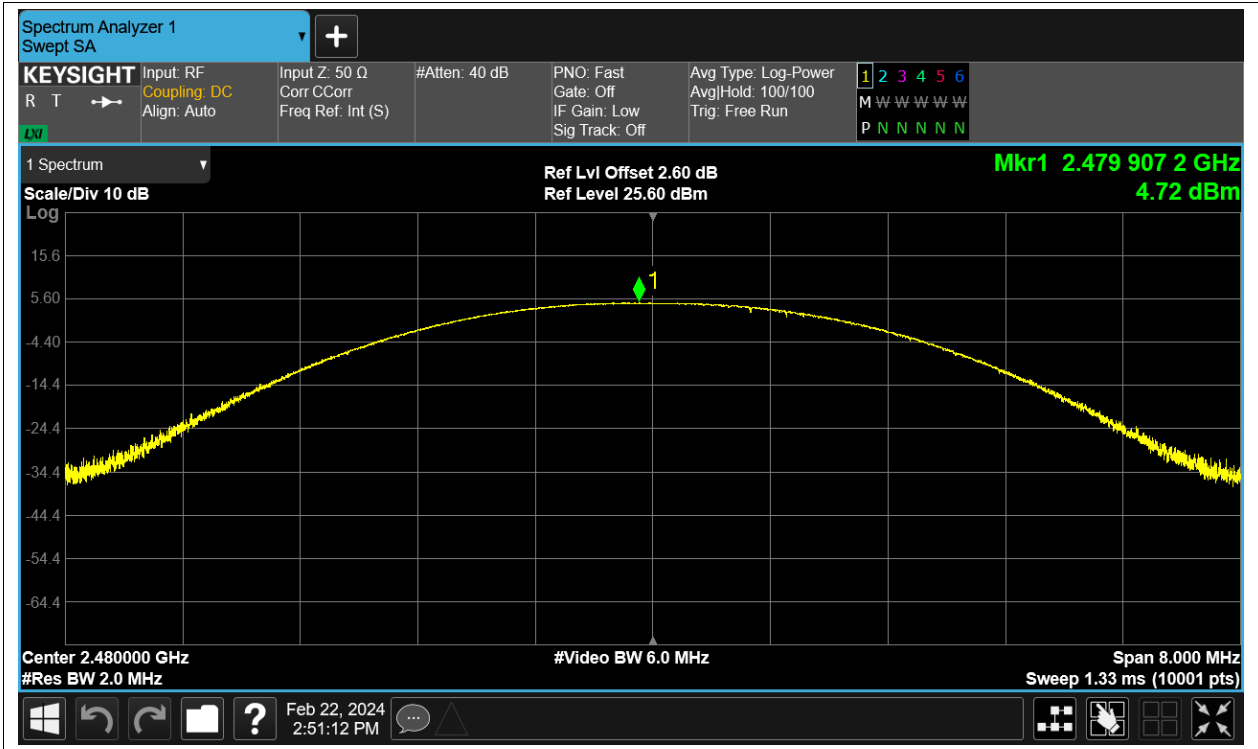 Spectrum Analyzer 1
Swept SA
+
KEYSIGHT
R T
LXI
Input: RF
Coupling: DC
Align: Auto
Input Z: 50 Ω
Corr CCorr
Freq Ref: Int (S)
#Atten: 40 dB
PNO: Fast
Gate: Off
IF Gain: Low
Sig Track: Off
Avg Type: Log-Power
Avg|Hold: 100/100
Trig: Free Run
1 2 3 4 5 6
M W W W W W
P N N N N N
1 Spectrum
Scale/Div 10 dB
Log
Ref Lvl Offset 2.60 dB
Ref Level 25.60 dBm
Mkr1 2.479 907 2 GHz
4.72 dBm
1
15.6
5.60
-4.40
-14.4
-24.4
-34.4
-44.4
-54.4
-64.4
Center 2.480000 GHz
#Res BW 2.0 MHz
#Video BW 6.0 MHz
Span 8.000 MHz
Sweep 1.33 ms (10001 pts)
?
Feb 22, 2024
2:51:12 PM